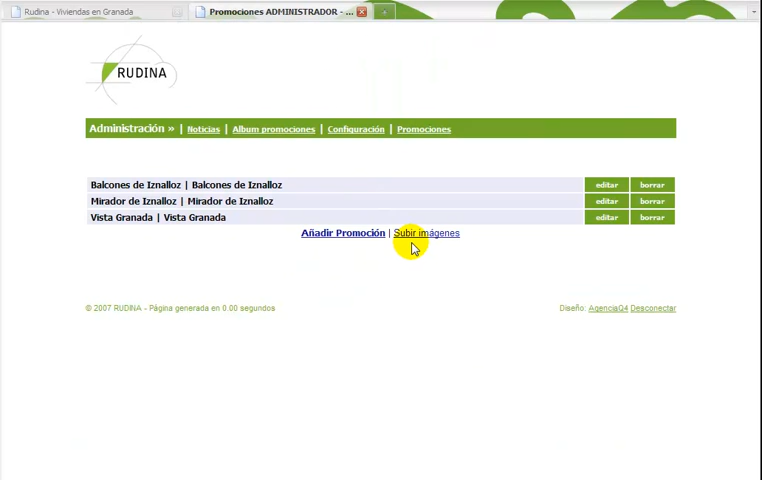 Rudina - Viviendas en Granada
Promociones ADMINISTRADOR - ...
RUDINA
Administración » | Noticias | Album promociones | Configuración | Promociones
Balcones de Iznalloz | Balcones de Iznalloz editar borrar
Mirador de Iznalloz | Mirador de Iznalloz editar borrar
Vista Granada | Vista Granada editar borrar
Añadir Promoción | Subir imágenes
© 2007 RUDINA - Página generada en 0.00 segundos
Diseño: AgenciaQ4 Desconectar